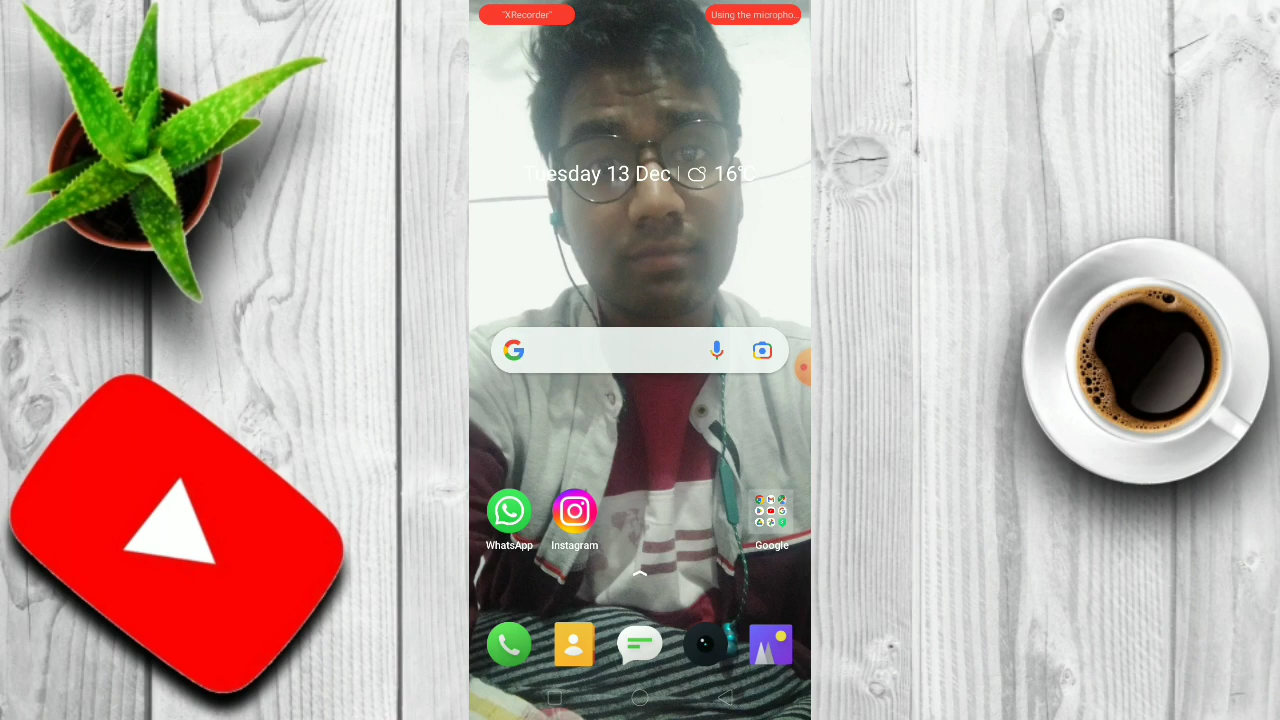 "XRecorder"
Using the micropho...
Tuesday 13 Dec 16°C
WhatsApp
Instagram
Google